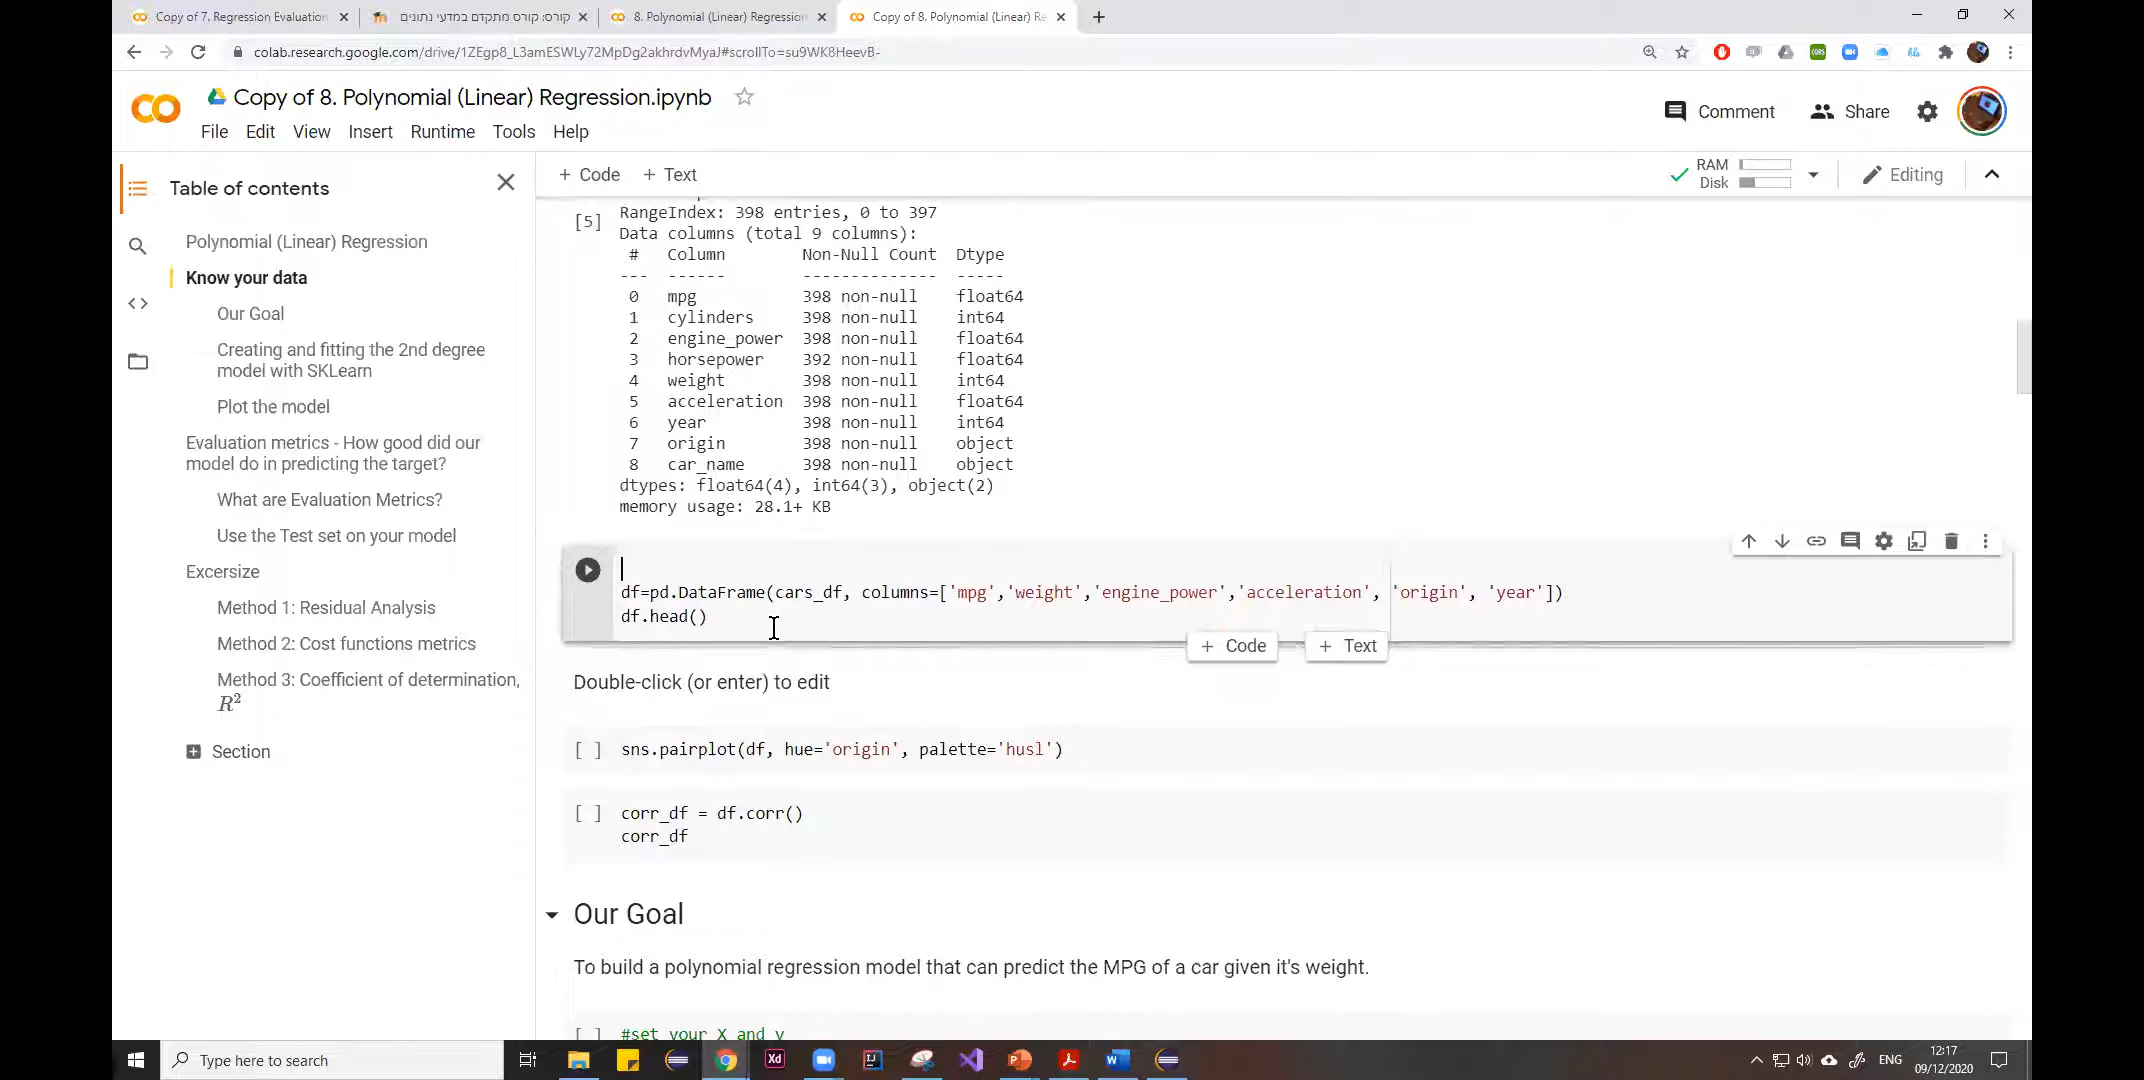 Copy of 7. Regression Evaluation
קורס: קורס מתקדם במדעי נתונים
8. Polynomial (Linear) Regression
Copy of 8. Polynomial (Linear) Re
colab.research.google.com/drive/1ZEgp8_L3amESWLy72MpDg2akhrdvMyaJ#scrollTo=su9WK8HeevB-
Copy of 8. Polynomial (Linear) Regression.ipynb
Comment
Share
File Edit View Insert Runtime Tools Help
Table of contents
Polynomial (Linear) Regression
Know your data
Our Goal
Creating and fitting the 2nd degree
model with SKLearn
Plot the model
Evaluation metrics - How good did our
model do in predicting the target?
What are Evaluation Metrics?
Use the Test set on your model
Excersize
Method 1: Residual Analysis
Method 2: Cost functions metrics
Method 3: Coefficient of determination,
R²
Section
+ Code + Text
RAM
Disk
Editing
[5]
RangeIndex: 398 entries, 0 to 397
Data columns (total 9 columns):
# Column Non-Null Count Dtype
--- ------ -------------- -----
0 mpg 398 non-null float64
1 cylinders 398 non-null int64
2 engine_power 398 non-null float64
3 horsepower 392 non-null float64
4 weight 398 non-null int64
5 acceleration 398 non-null float64
6 year 398 non-null int64
7 origin 398 non-null object
8 car_name 398 non-null object
dtypes: float64(4), int64(3), object(2)
memory usage: 28.1+ KB
df=pd.DataFrame(cars_df, columns=['mpg','weight','engine_power','acceleration', 'origin', 'year'])
df.head()
+ Code + Text
Double-click (or enter) to edit
[ ] sns.pairplot(df, hue='origin', palette='husl')
[ ] corr_df = df.corr()
corr_df
Our Goal
To build a polynomial regression model that can predict the MPG of a car given it's weight.
[ ] #set your X and y
Type here to search
ENG
12:17
09/12/2020